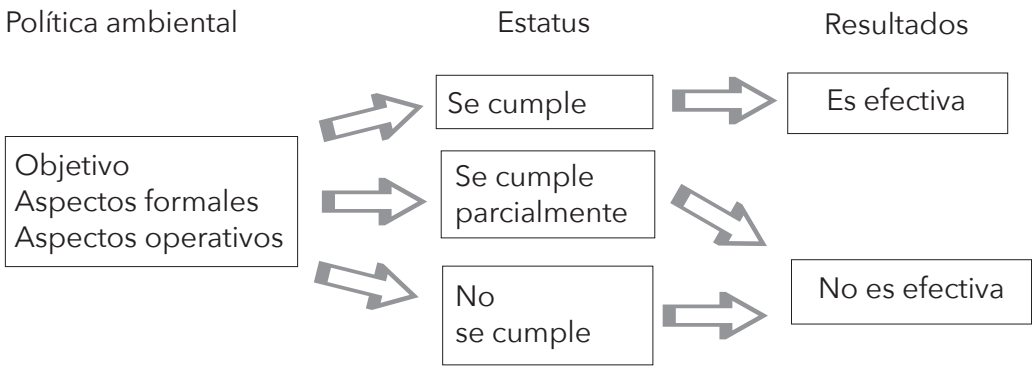 Política ambiental
Estatus
Resultados
Se cumple
Es efectiva
Objetivo
Aspectos formales
Aspectos operativos
Se cumple
parcialmente
No es efectiva
No
se cumple